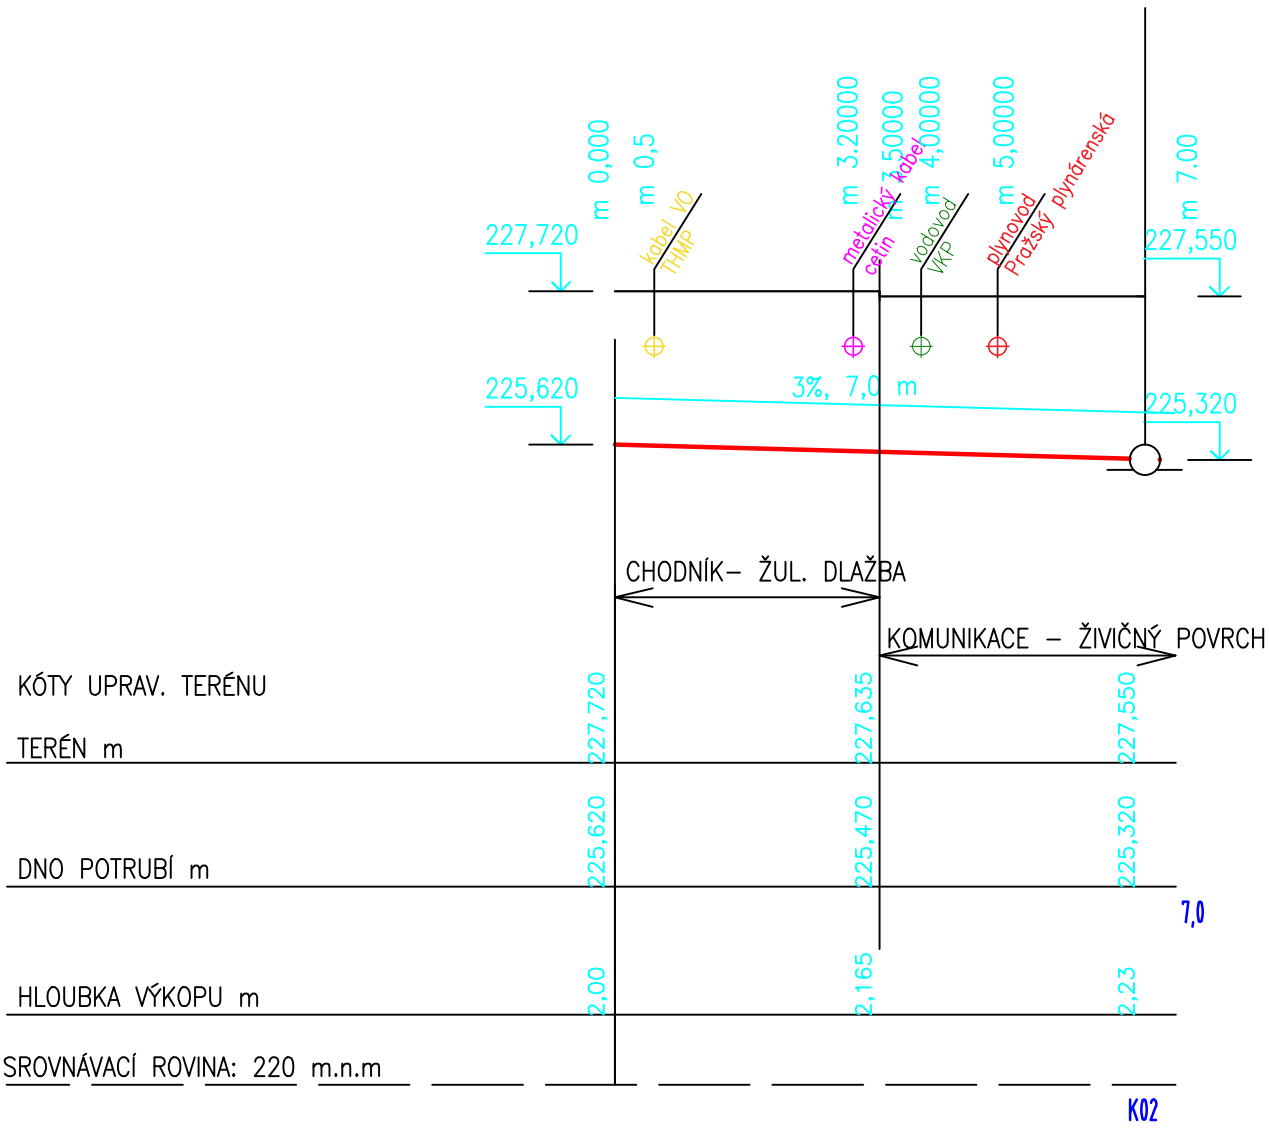 m 0,000
m 0,5
m 3.20000
m 3,50000
m 4,00000
m 5,00000
m 7.00
kabel VO
THMP
metalický kabel
cetin
vodovod
VKP
plynovod
Pražský plynárenská
227,720
227,550
225,620
3%, 7,0 m
225,320
CHODNÍK– ŽUL. DLAŽBA
KOMUNIKACE – ŽIVIČNÝ POVRCH
KÓTY UPRAV. TERÉNU
TERÉN m
227,720
227,635
227,550
DNO POTRUBÍ m
225,620
225,470
225,320
7,0
HLOUBKA VÝKOPU m
2,00
2,165
2,23
SROVNÁVACÍ ROVINA: 220 m.n.m
K02